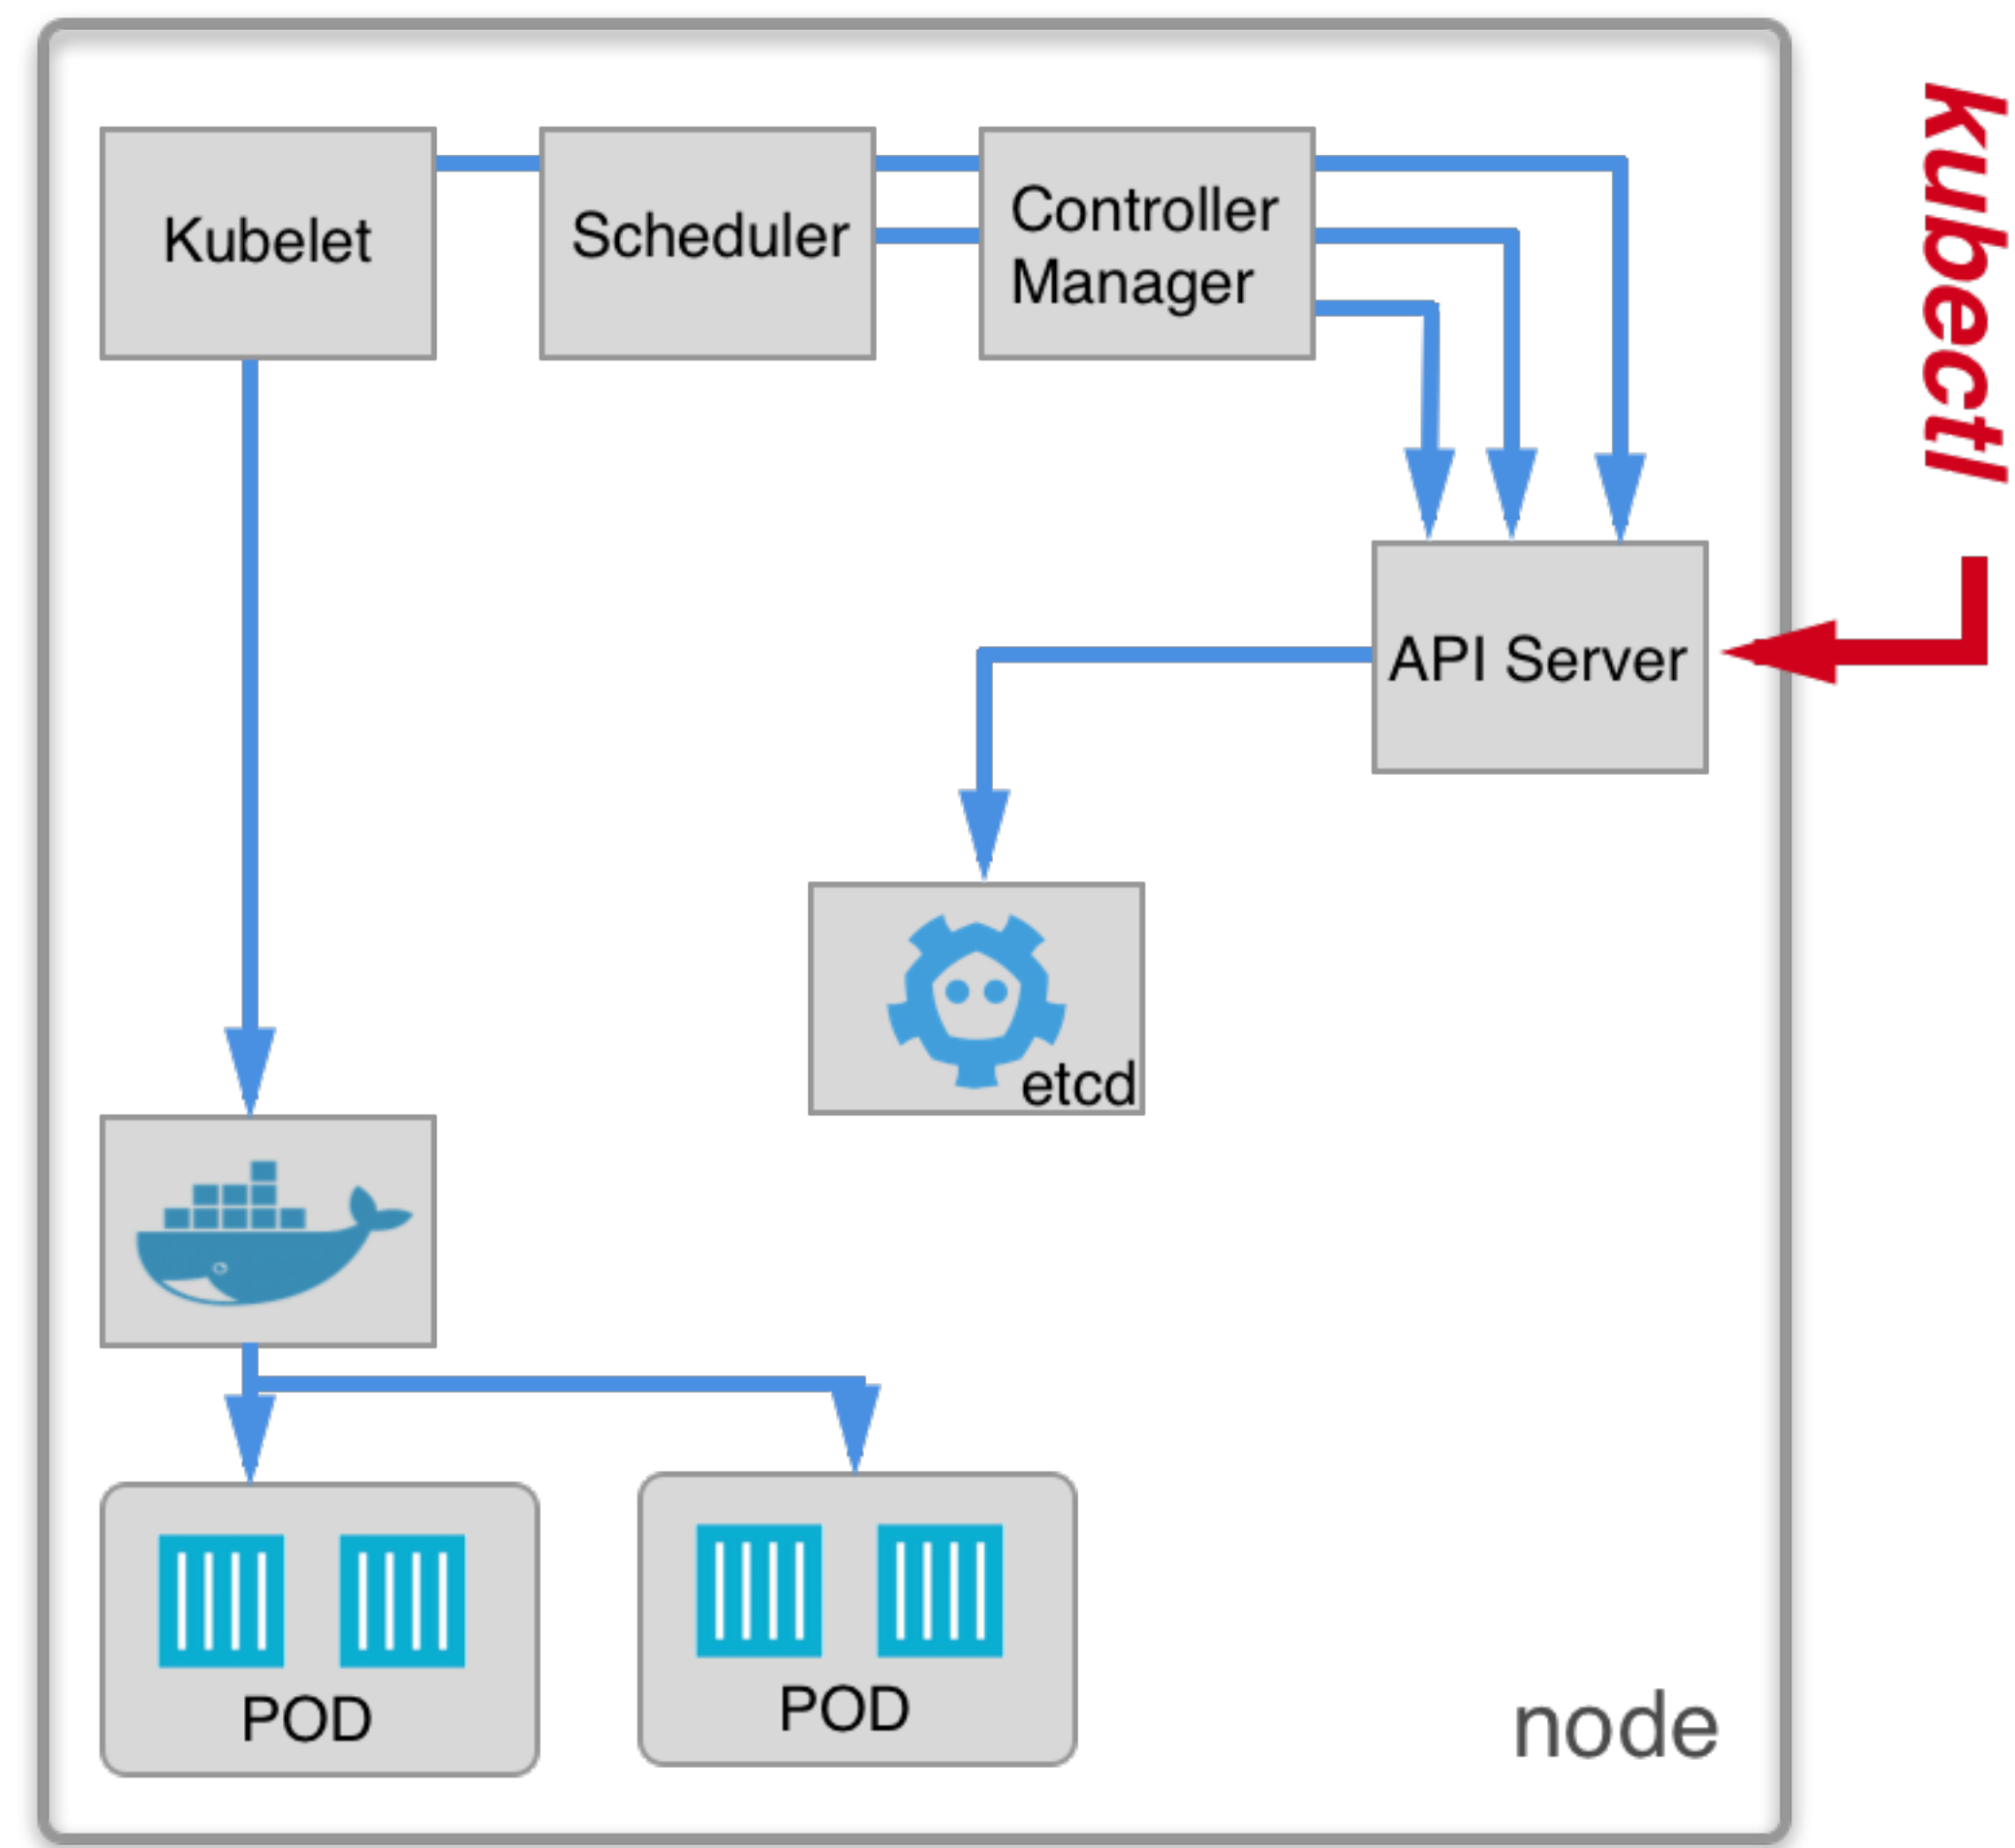 kubectl
Kubelet
Scheduler
Controller
Manager
API Server
etcd
POD
POD
node